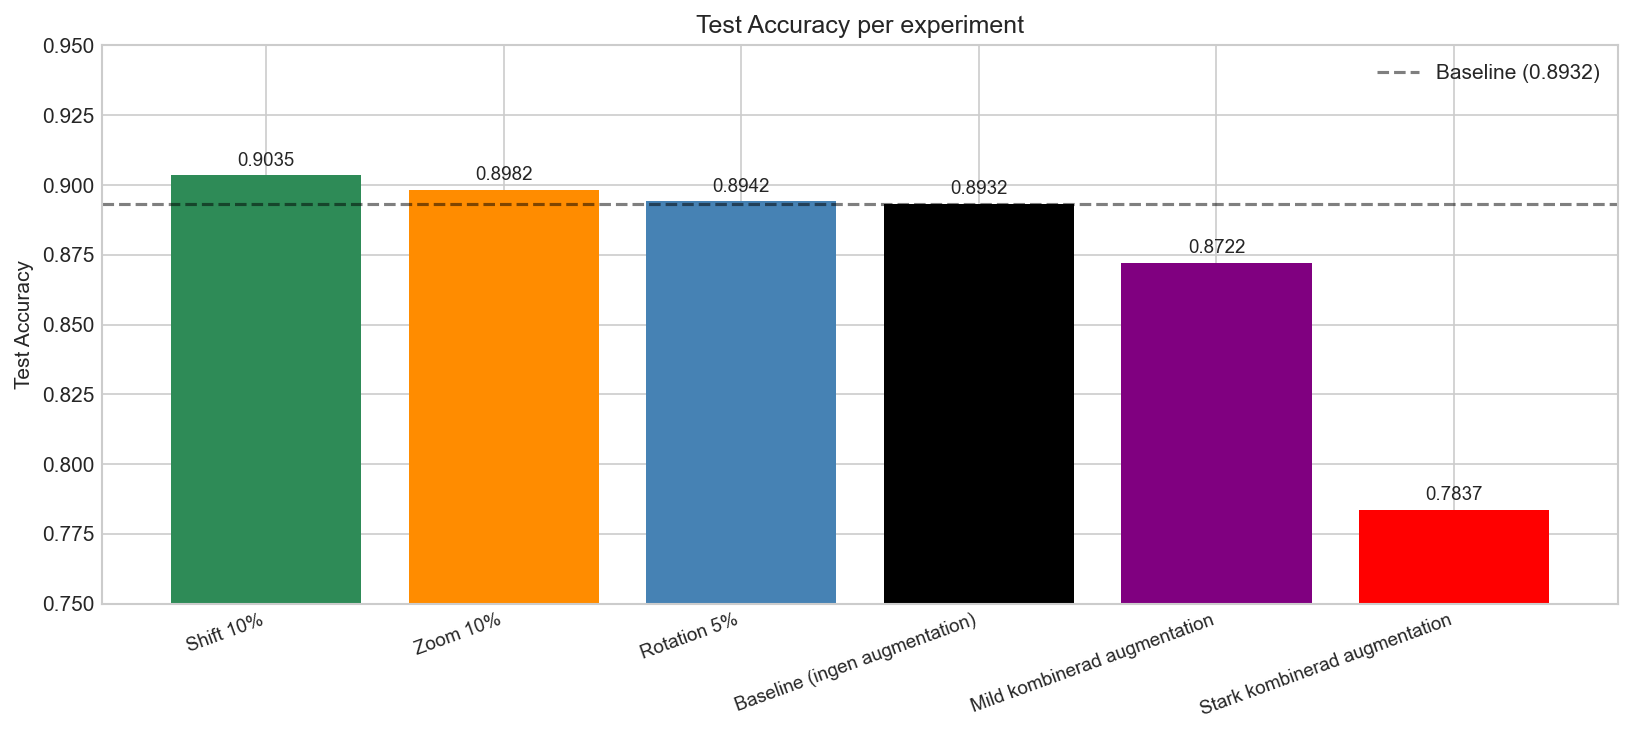 Test Accuracy per experiment
Baseline (0.8932)
Test Accuracy
0.950
0.925
0.900
0.875
0.850
0.825
0.800
0.775
0.750
0.9035
0.8982
0.8942
0.8932
0.8722
0.7837
Shift 10%
Zoom 10%
Rotation 5%
Baseline (ingen augmentation)
Mild kombinerad augmentation
Stark kombinerad augmentation